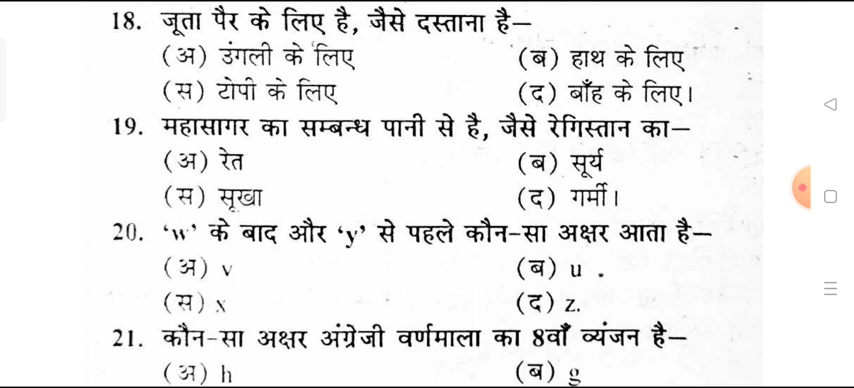 18. जूता पैर के लिए है, जैसे दस्ताना है—
(अ) उंगली के लिए (ब) हाथ के लिए
(स) टोपी के लिए (द) बाँह के लिए।
19. महासागर का सम्बन्ध पानी से है, जैसे रेगिस्तान का—
(अ) रेत (ब) सूर्य
(स) सूखा (द) गर्मी।
20. ‘w’ के बाद और ‘y’ से पहले कौन-सा अक्षर आता है—
(अ) v (ब) u .
(स) x (द) z.
21. कौन-सा अक्षर अंग्रेजी वर्णमाला का 8वाँ व्यंजन है—
(अ) h (ब) g